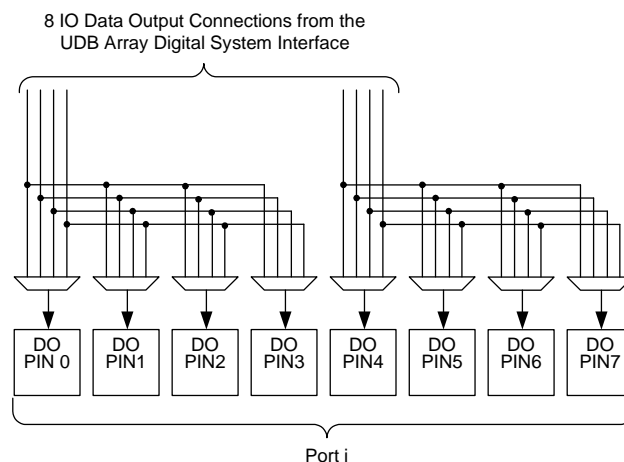 8 IO Data Output Connections from the
UDB Array Digital System Interface
DO
PIN 0
DO
PIN1
DO
PIN2
DO
PIN3
DO
PIN4
DO
PIN5
DO
PIN6
DO
PIN7
Port i